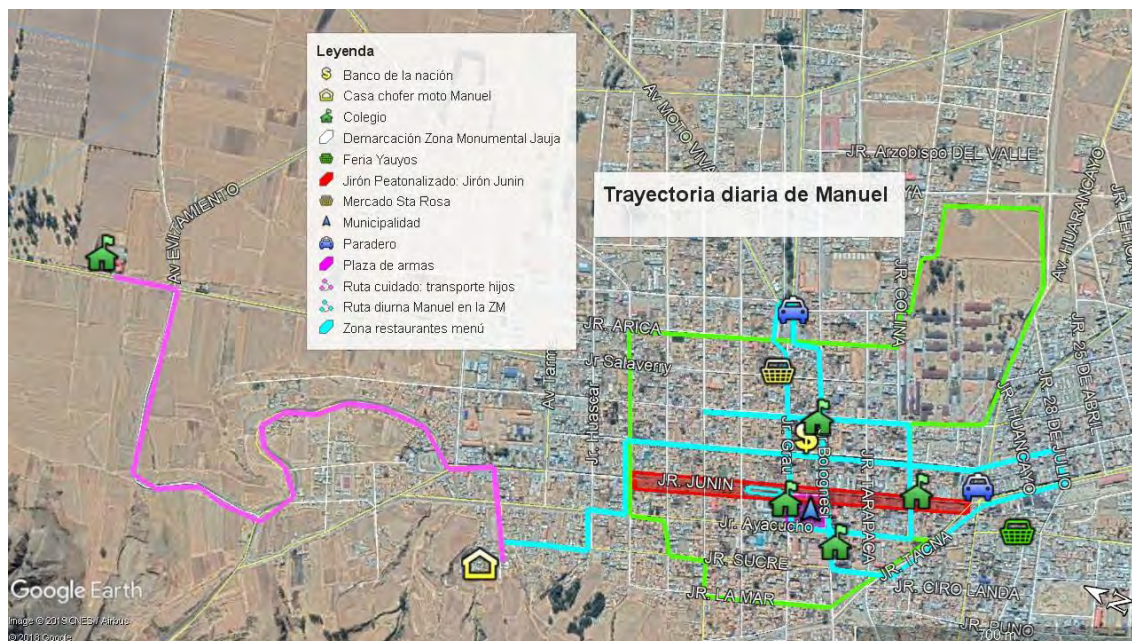 Leyenda
Banco de la nación
Casa chofer moto Manuel
Colegio
Demarcación Zona Monumental Jauja
Feria Yauyos
Jirón Peatonalizado: Jirón Junin
Mercado Sta Rosa
Municipalidad
Paradero
Plaza de armas
Ruta cuidado: transporte hijos
Ruta diurna Manuel en la ZM
Zona restaurantes menú
Trayectoria diaria de Manuel
Av MOTO VIVA
JR. Arzobispo DEL VALLE
YA
Av. HUARANCAYO
Av EVITAMIENTO
JR COLINA
JR. ARICA
Jr Salaverry
Av Tarma
Jr. Huascar
JR. 25 DE ABRIL
JR. 28 DE JULIO
JR. HUANCAYO
Jr. Grau
Jr. Bolognesi
JR. TARAPACA
JR. JUNIN
Jr. Ayacucho
JR. SUCRE
JR. TACNA
JR. CIRO LANDA
JR. LA MAR
JR. PUNO
Google Earth
Image © 2019 CNES / Airbus
© 2018 Google
700 m
N